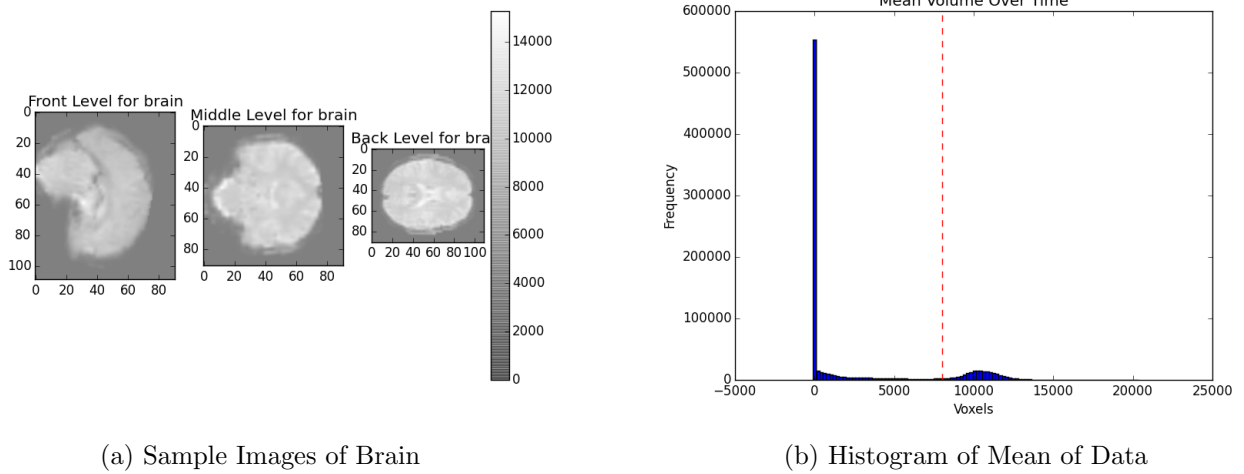 Front Level for brain
0
20
40
60
80
100
0 20 40 60 80
Middle Level for brain
0
20
40
60
80
0 20 40 60 80
Back Level for bra
0
20
40
60
80
0 20 40 60 80 100
14000
12000
10000
8000
6000
4000
2000
0
(a) Sample Images of Brain
Mean Volume Over Time
600000
500000
400000
300000
200000
100000
0
Frequency
−5000 0 5000 10000 15000 20000 25000
Voxels
(b) Histogram of Mean of Data